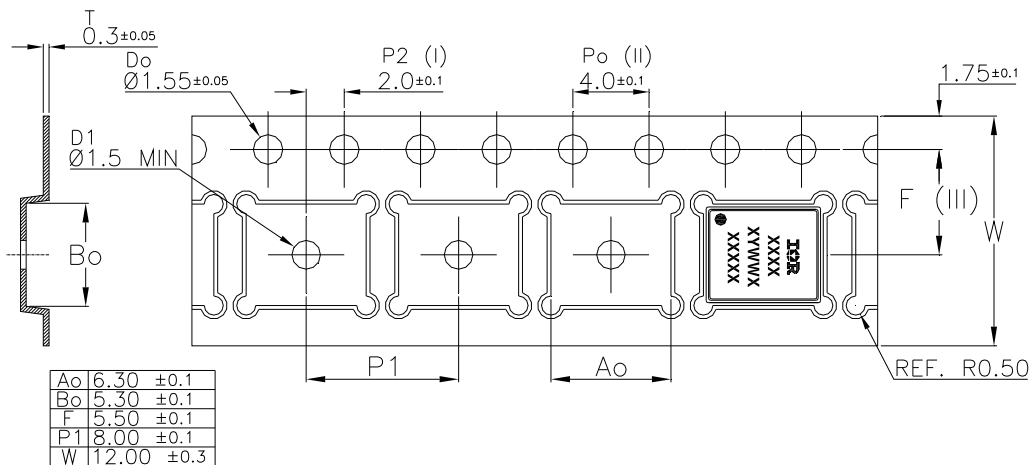 T
0.3±0.05
Do
Ø1.55±0.05
P2 (I)
2.0±0.1
Po (II)
4.0±0.1
1.75±0.1
D1
Ø1.5 MIN
F (III)
W
Bo
IOR
XXXX
XYWWX
XXXXX
P1
Ao
REF. R0.50
Ao 6.30 ±0.1
Bo 5.30 ±0.1
F 5.50 ±0.1
P1 8.00 ±0.1
W 12.00 ±0.3